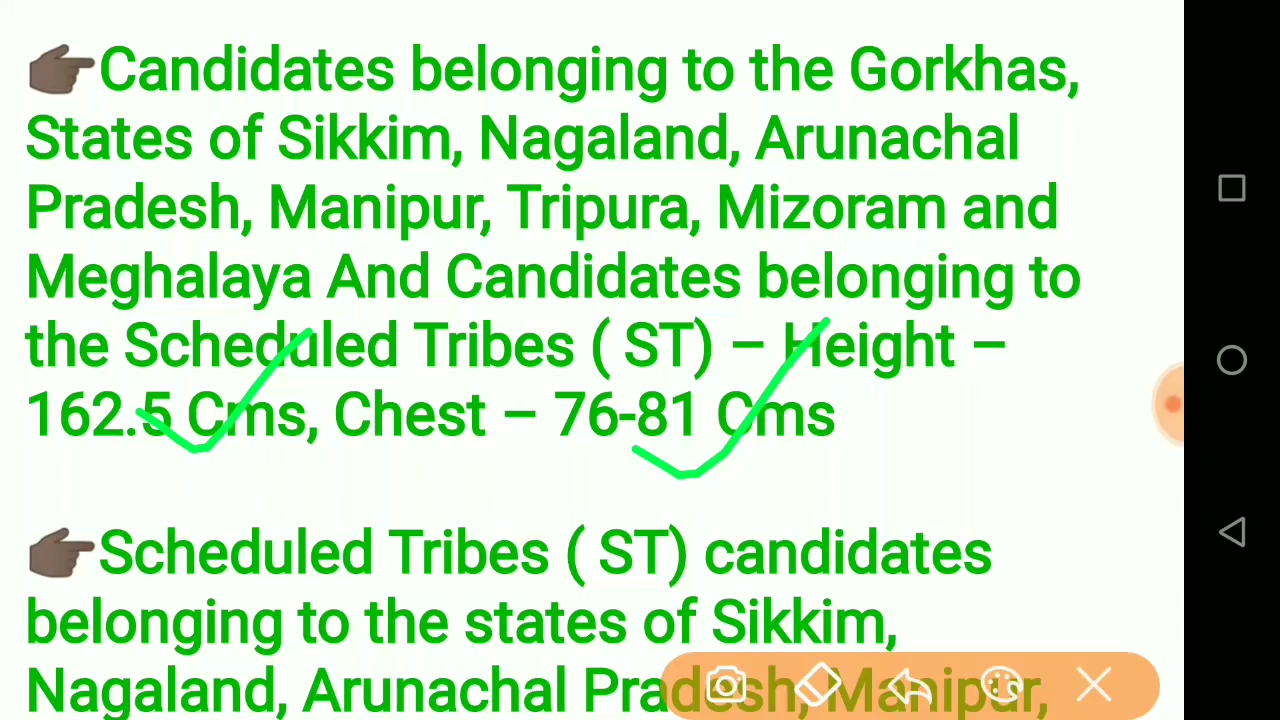 👉Candidates belonging to the Gorkhas,
States of Sikkim, Nagaland, Arunachal
Pradesh, Manipur, Tripura, Mizoram and
Meghalaya And Candidates belonging to
the Scheduled Tribes ( ST) – Height –
162.5 Cms, Chest – 76-81 Cms
👉Scheduled Tribes ( ST) candidates
belonging to the states of Sikkim,
Nagaland, Arunachal Pradesh, Manipur,